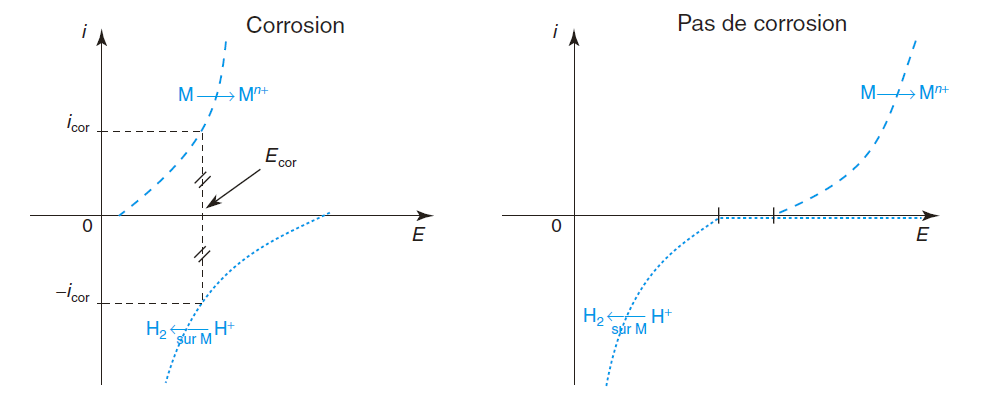 Corrosion
i
M → Mⁿ⁺
i_cor
E_cor
0
E
–i_cor
H₂ ← H⁺
sur M
Pas de corrosion
i
M → Mⁿ⁺
0
E
H₂ ← H⁺
sur M